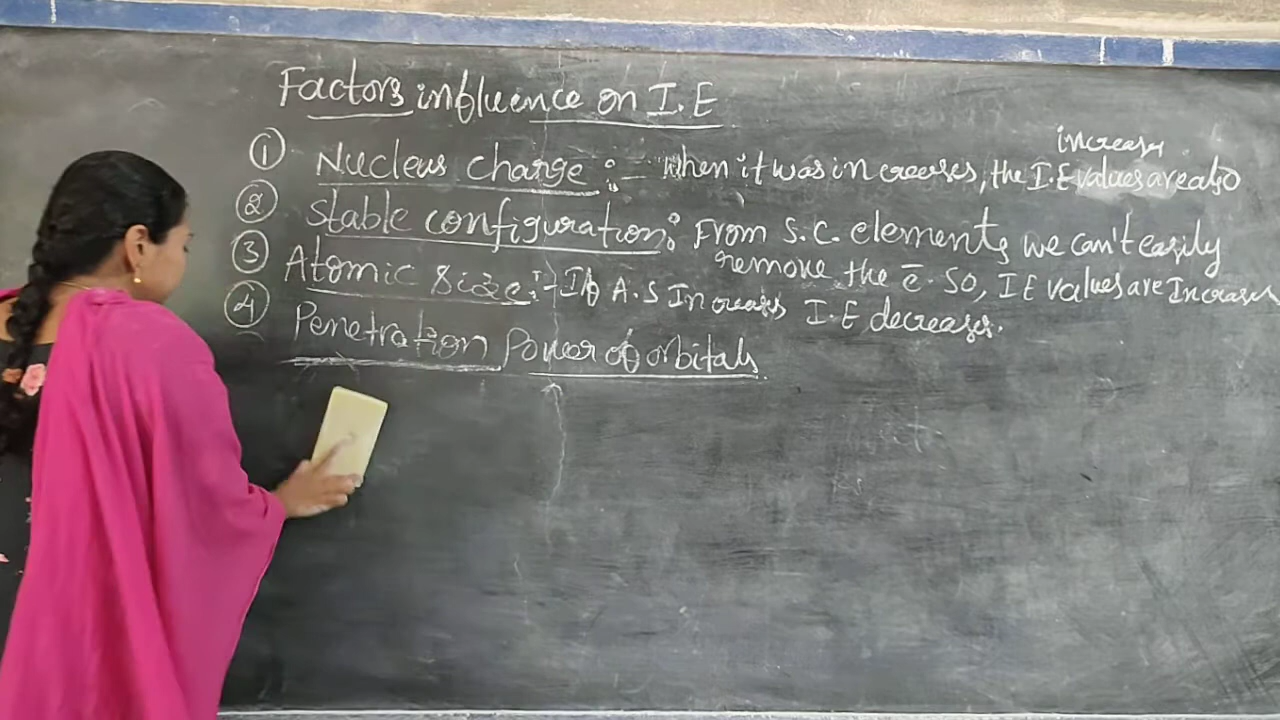 Factors influence on I.E
① Nucleus charge :- when it was increases, the I.E values are also increases
② Stable configuration: From S.C. elements we can't easily
remove the e̅. So, I E values are Increases
③ Atomic Size:- If A.S Increases I.E decreases.
④ Penetration Power of orbitals